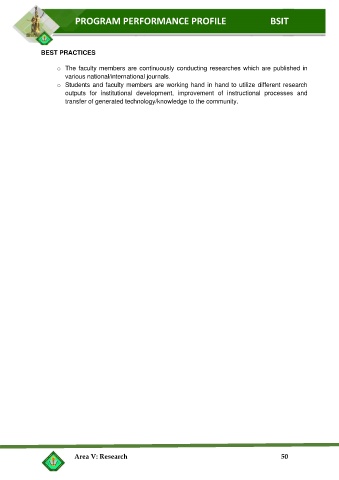 PROGRAM PERFORMANCE PROFILE BSIT
BEST PRACTICES
o The faculty members are continuously conducting researches which are published in
various national/international journals.
o Students and faculty members are working hand in hand to utilize different research
outputs for institutional development, improvement of instructional processes and
transfer of generated technology/knowledge to the community.
Area V: Research 50